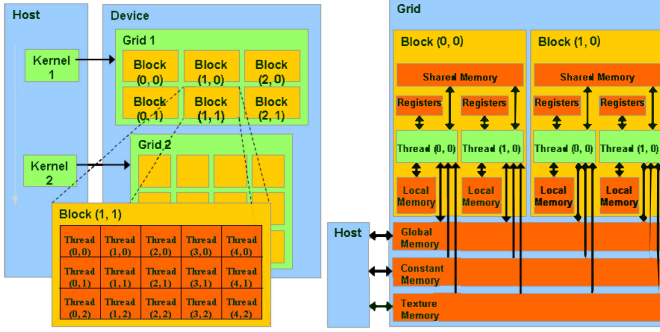 Host
Device
Grid 1
Kernel
1
Block
(0, 0)
Block
(1, 0)
Block
(2, 0)
Block
(0, 1)
Block
(1, 1)
Block
(2, 1)
Kernel
2
Grid 2
Block (1, 1)
Thread
(0, 0)
Thread
(1, 0)
Thread
(2, 0)
Thread
(3, 0)
Thread
(4, 0)
Thread
(0, 1)
Thread
(1, 1)
Thread
(2, 1)
Thread
(3, 1)
Thread
(4, 1)
Thread
(0, 2)
Thread
(1, 2)
Thread
(2, 2)
Thread
(3, 2)
Thread
(4, 2)
Grid
Block (0, 0)
Block (1, 0)
Shared Memory
Shared Memory
Registers
Registers
Registers
Registers
Thread (0, 0)
Thread (1, 0)
Thread (0, 0)
Thread (1, 0)
Local
Memory
Local
Memory
Local
Memory
Local
Memory
Host
Global
Memory
Constant
Memory
Texture
Memory